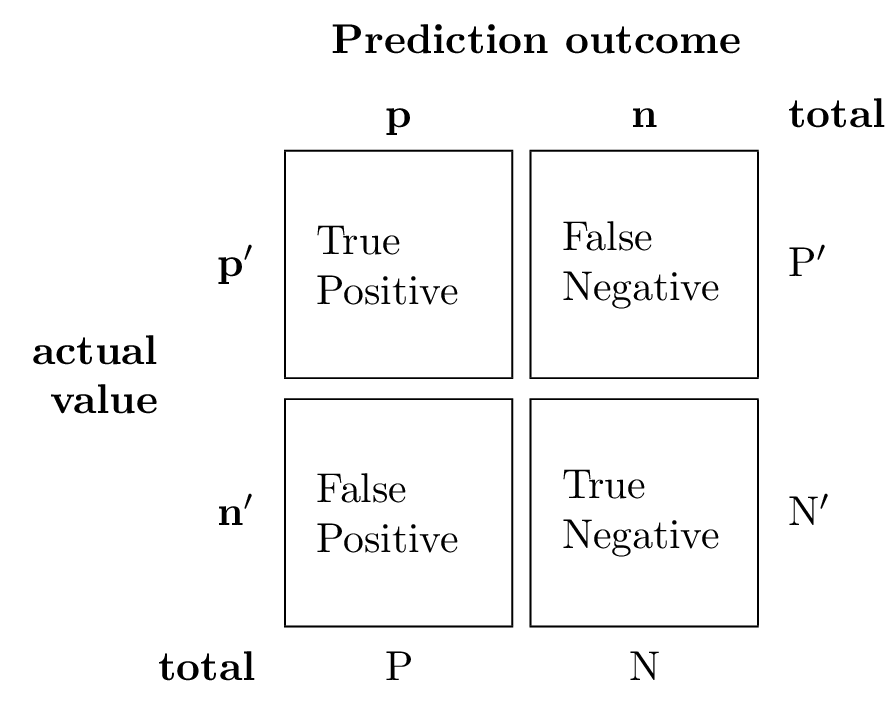 Prediction outcome
p n total
p′ True Positive False Negative P′
actual value
n′ False Positive True Negative N′
total P N